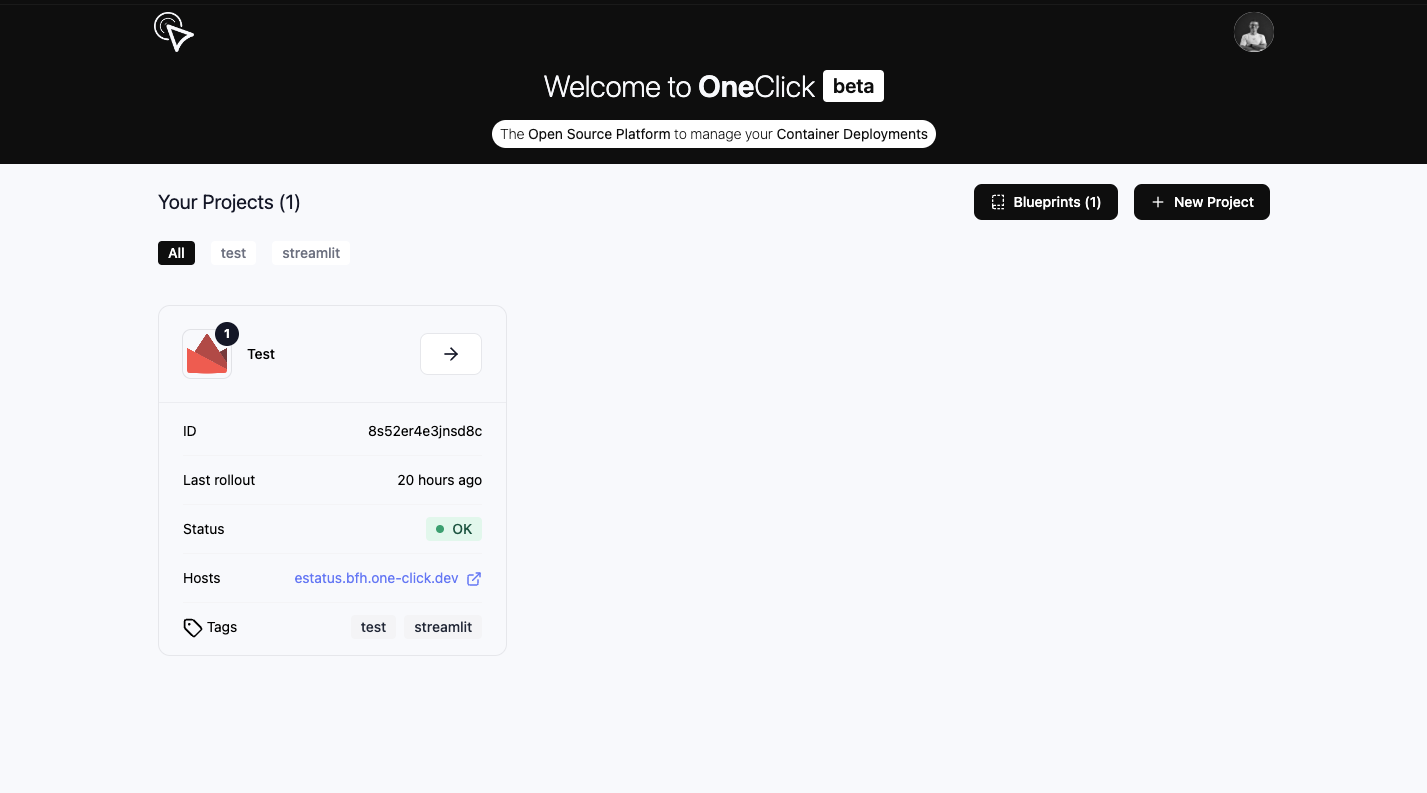 Welcome to OneClick beta
The Open Source Platform to manage your Container Deployments
Your Projects (1)
Blueprints (1)
New Project
All
test
streamlit
1
Test
ID
8s52er4e3jnsd8c
Last rollout
20 hours ago
Status
OK
Hosts
estatus.bfh.one-click.dev
Tags
test
streamlit